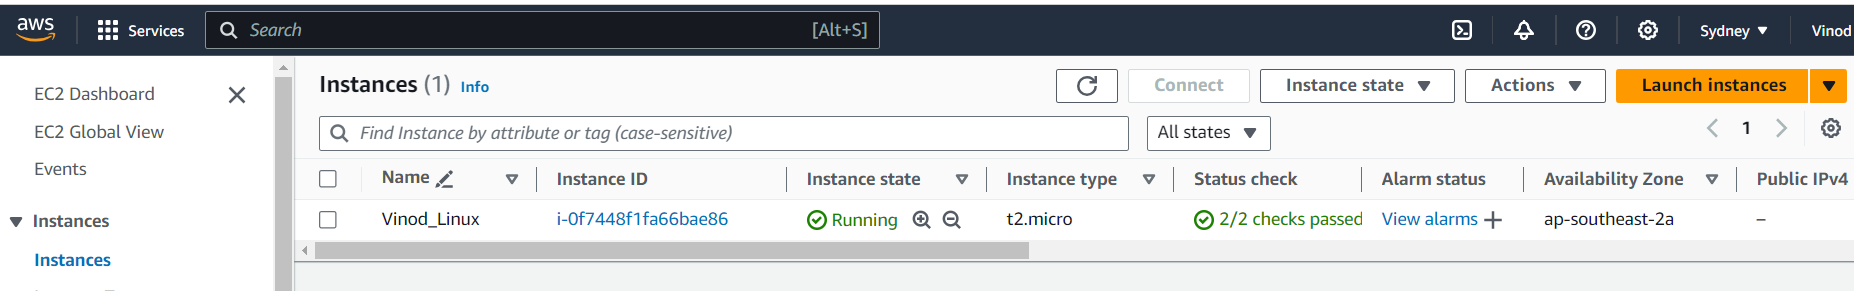 aws Services Search [Alt+S] Sydney Vinod
EC2 Dashboard
EC2 Global View
Events
Instances
Instances
Instances (1) Info Connect Instance state Actions Launch instances
Find Instance by attribute or tag (case-sensitive) All states 1
Name Instance ID Instance state Instance type Status check Alarm status Availability Zone Public IPv4
Vinod_Linux i-0f7448f1fa66bae86 Running t2.micro 2/2 checks passed View alarms + ap-southeast-2a –